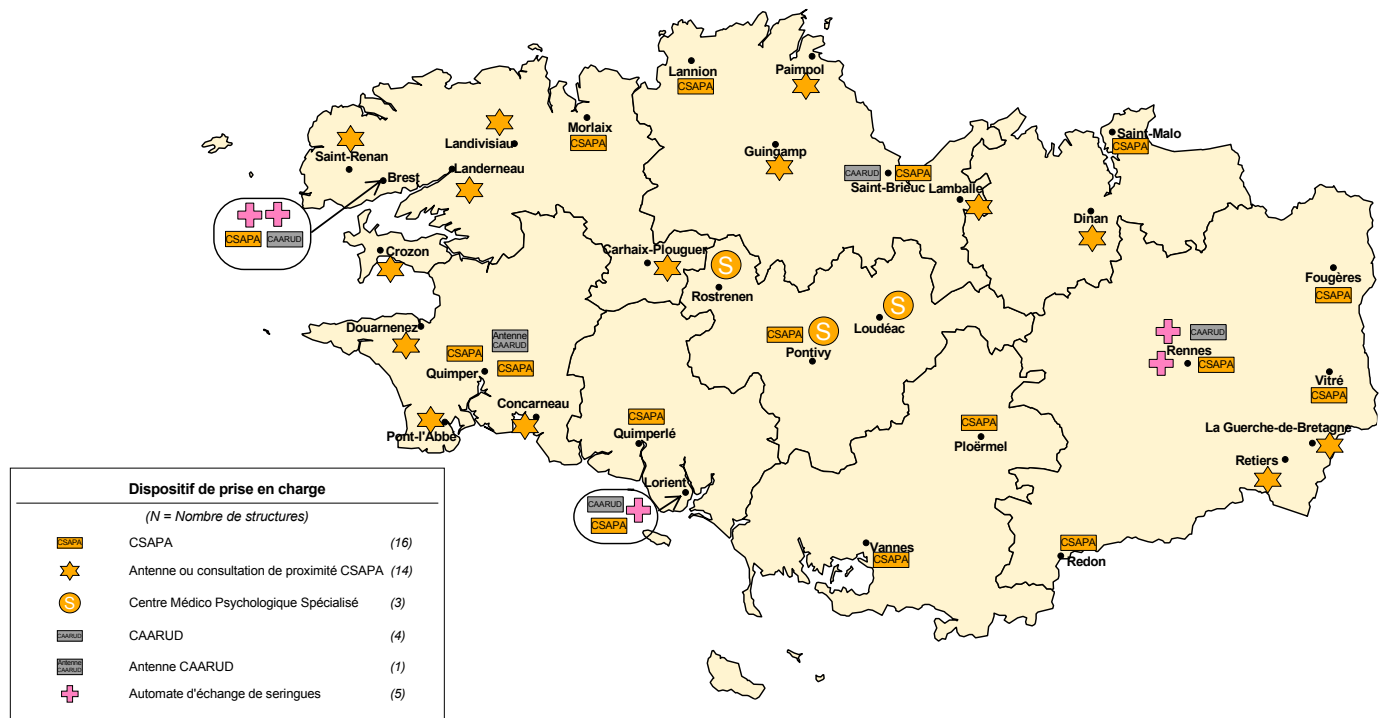 Paimpol
Lannion
CSAPA
Morlaix
CSAPA
Landivisiau
Saint-Renan
Brest
Landerneau
Guingamp
CAARUD
CSAPA
Saint-Brieuc
Lamballe
Saint-Malo
CSAPA
Dinan
CSAPA
CAARUD
Crozon
Carhaix-Plouguer
Rostrenen
Loudéac
CSAPA
Pontivy
Fougères
CSAPA
CAARUD
Rennes
CSAPA
Vitré
CSAPA
Douarnenez
Antenne
CAARUD
CSAPA
CSAPA
Quimper
Concarneau
Pont-l'Abbé
CSAPA
Quimperlé
CSAPA
Ploërmel
La Guerche-de-Bretagne
Retiers
Lorient
CAARUD
CSAPA
Vannes
CSAPA
CSAPA
Redon
Dispositif de prise en charge
(N = Nombre de structures)
CSAPA CSAPA (16)
Antenne ou consultation de proximité CSAPA (14)
S Centre Médico Psychologique Spécialisé (3)
CAARUD CAARUD (4)
Antenne
CAARUD Antenne CAARUD (1)
Automate d'échange de seringues (5)
S
S
S